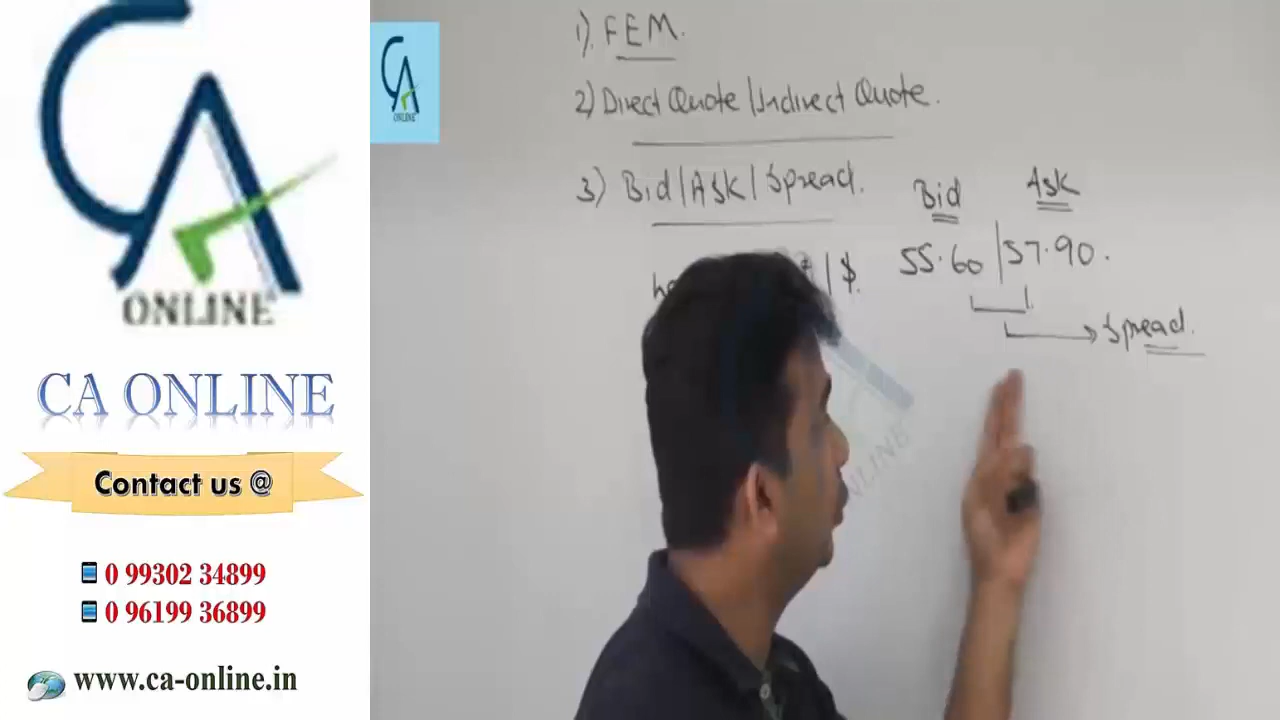 CA
ONLINE
CA ONLINE
Contact us @
0 99302 34899
0 96199 36899
www.ca-online.in
CA
ONLINE
1). FEM.
2) Direct Quote / Indirect Quote.
3) Bid / Ask / Spread.
Bid Ask
/ $. 55.60 / 57.90.
Spread.
ONLINE